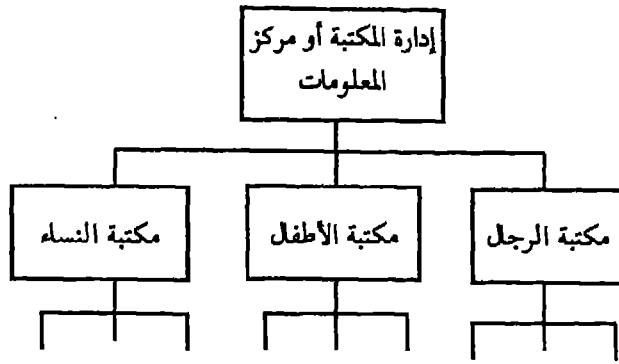 إدارة المكتبة أو مركز
المعلومات
مكتبة الرجل
مكتبة الأطفل
مكتبة النساء